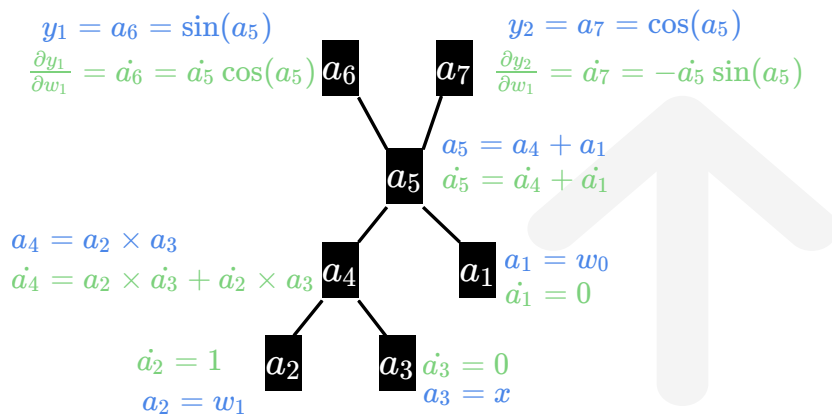 y₁ = a₆ = sin(a₅)
y₂ = a₇ = cos(a₅)
∂y₁/∂w₁ = ȧ₆ = ȧ₅ cos(a₅)
a₆
a₇
∂y₂/∂w₁ = ȧ₇ = −ȧ₅ sin(a₅)
a₅
a₅ = a₄ + a₁
ȧ₅ = ȧ₄ + ȧ₁
a₄ = a₂ × a₃
ȧ₄ = a₂ × ȧ₃ + ȧ₂ × a₃
a₄
a₁
a₁ = w₀
ȧ₁ = 0
ȧ₂ = 1
a₂ = w₁
a₂
a₃
ȧ₃ = 0
a₃ = x